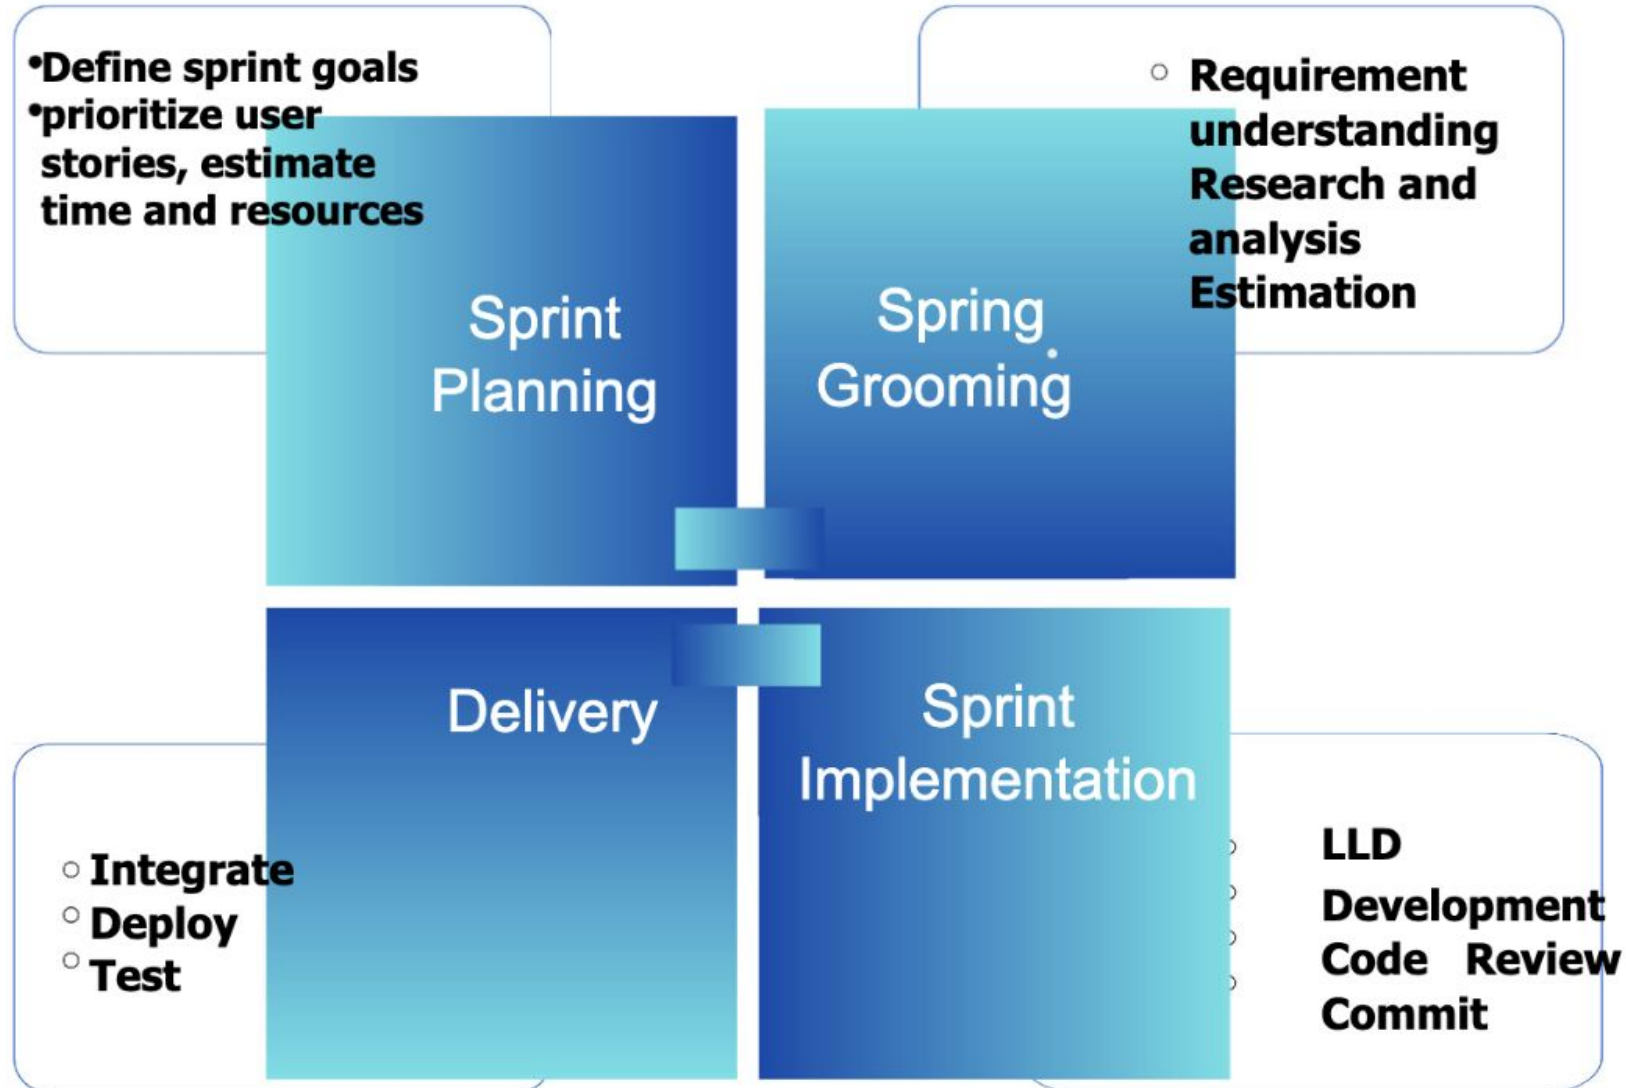 •Define sprint goals
•prioritize user
stories, estimate
time and resources
Sprint
Planning
○ Requirement
understanding
Research and
analysis
Estimation
Spring
Grooming
Delivery
○ Integrate
○ Deploy
○ Test
Sprint
Implementation
○ LLD
○ Development
○ Code Review
○ Commit